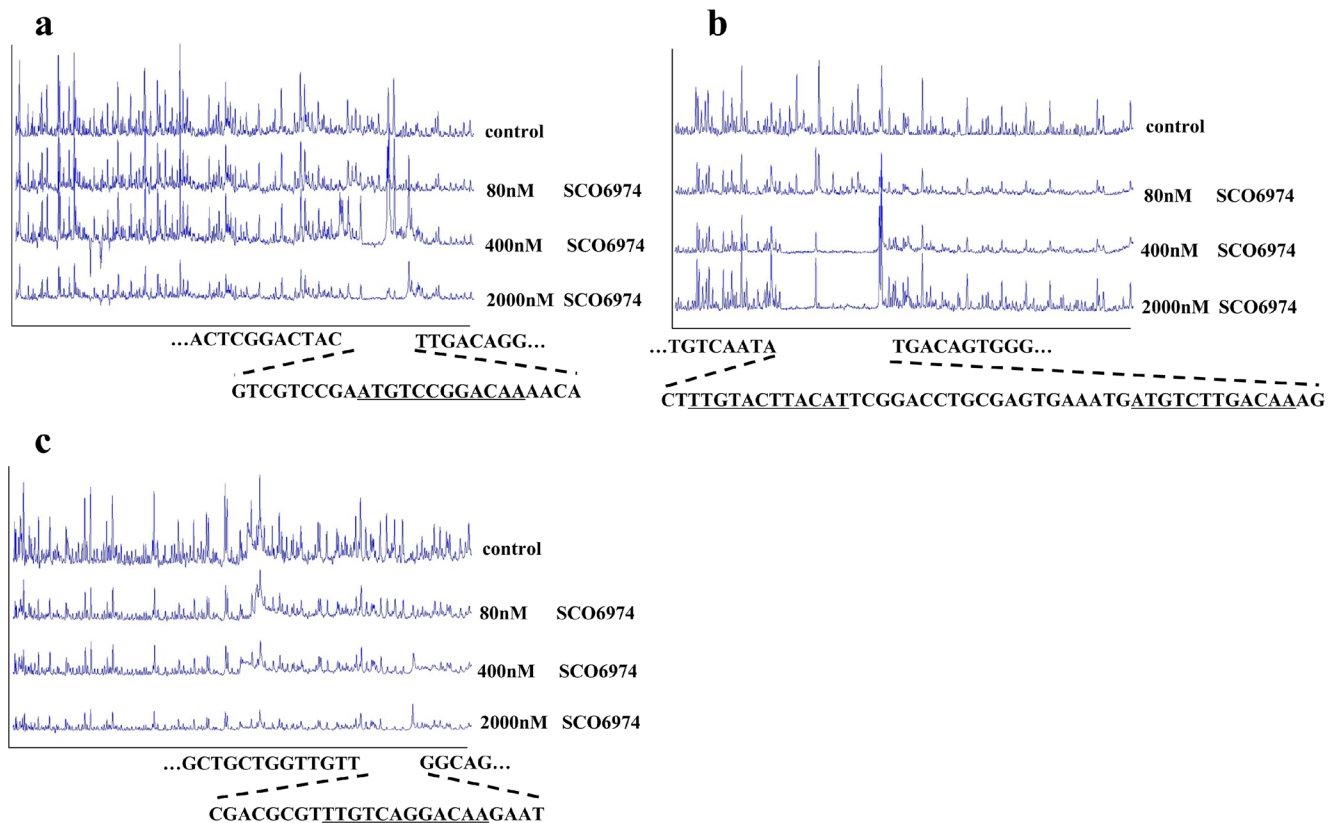 a
control
80nM SCO6974
400nM SCO6974
2000nM SCO6974
...ACTCGGACTAC TTGACAGG...
GTCGTCCGAATGTCCGGACAAAACA
b
control
80nM SCO6974
400nM SCO6974
2000nM SCO6974
...TGTCAATA TGACAGTGGG...
CTTTGTACTTACATTCGGACCTGCGAGTGAAATGATGTCTTGACAAAG
c
control
80nM SCO6974
400nM SCO6974
2000nM SCO6974
...GCTGCTGGTTGTT GGCAG...
CGACGCGTTTGTCAGGACAAGAAT